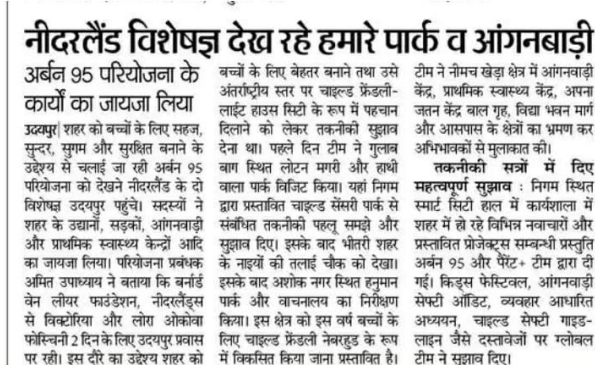 नीदरलैंड विशेषज्ञ देख रहे हमारे पार्क व आंगनबाड़ी
अर्बन 95 परियोजना के
कार्यों का जायजा लिया
उदयपुर| शहर को बच्चों के लिए सहज,
सुन्दर, सुगम और सुरक्षित बनाने के
उद्देश्य से चलाई जा रही अर्बन 95
परियोजना को देखने नीदरलैंड के दो
विशेषज्ञ उदयपुर पहुंचे। सदस्यों ने
शहर के उद्यानों, सड़कों, आंगनवाड़ी
और प्राथमिक स्वास्थ्य केन्द्रों आदि
का जायजा लिया। परियोजना प्रबंधक
अमित उपाध्याय ने बताया कि बर्नार्ड
वेन लीयर फाउंडेशन, नीदरलैंड्स
से विक्टोरिया और लोरा ओकोवा
फोस्चिनी 2 दिन के लिए उदयपुर प्रवास
पर रही। इस दौरे का उद्देश्य शहर को
बच्चों के लिए बेहतर बनाने तथा उसे
अंतर्राष्ट्रीय स्तर पर चाइल्ड फ्रेंडली-
लाईट हाउस सिटी के रूप में पहचान
दिलाने को लेकर तकनीकी सुझाव
देना था। पहले दिन टीम ने गुलाब
बाग स्थित लोटन मगरी और हाथी
वाला पार्क विजिट किया। यहां निगम
द्वारा प्रस्तावित चाइल्ड सेंसरी पार्क से
संबंधित तकनीकी पहलू समझे और
सुझाव दिए। इसके बाद भीतरी शहर
के नाइयों की तलाई चौक को देखा।
इसके बाद अशोक नगर स्थित हनुमान
पार्क और वाचनालय का निरीक्षण
किया। इस क्षेत्र को इस वर्ष बच्चों के
लिए चाइल्ड फ्रेंडली नेबरहुड के रूप
में विकसित किया जाना प्रस्तावित है।
टीम ने नीमच खेड़ा क्षेत्र में आंगनवाड़ी
केंद्र, प्राथमिक स्वास्थ्य केंद्र, अपना
जतन केंद्र बाल गृह, विद्या भवन मार्ग
और आसपास के क्षेत्रों का भ्रमण कर
अभिभावकों से मुलाकात की।
तकनीकी सत्रों में दिए
महत्वपूर्ण सुझाव : निगम स्थित
स्मार्ट सिटी हाल में कार्यशाला में
शहर में हो रहे विभिन्न नवाचारों और
प्रस्तावित प्रोजेक्ट्स सम्बन्धी प्रस्तुति
अर्बन 95 और पैरेंट+ टीम द्वारा दी
गई। किड्स फेस्टिवल, आंगनवाड़ी
सेफ्टी ऑडिट, व्यवहार आधारित
अध्ययन, चाइल्ड सेफ्टी गाइड-
लाइन जैसे दस्तावेजों पर ग्लोबल
टीम ने सुझाव दिए।